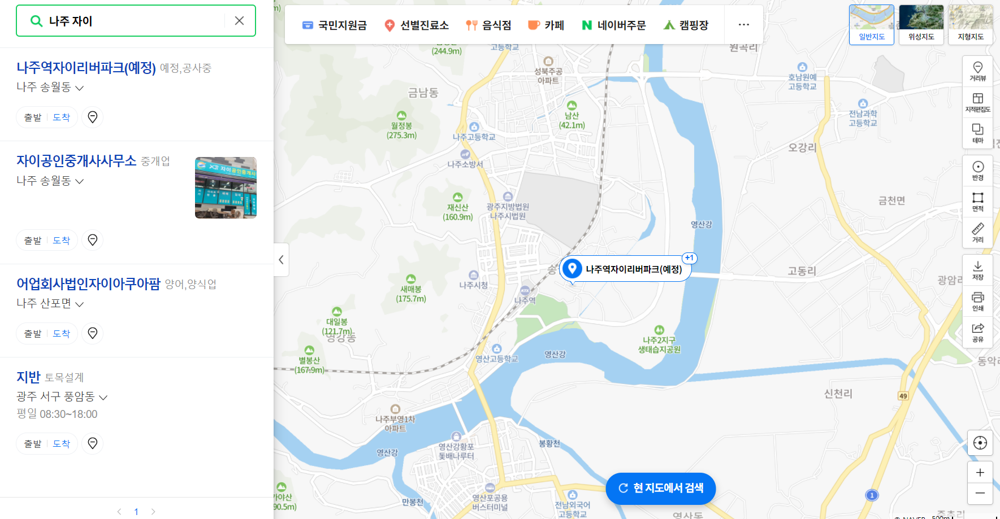 나주 자이
나주역자이리버파크(예정) 예정,공사중
나주 송월동
출발 도착
자이공인중개사사무소 중개업
나주 송월동
자이공인중개사
출발 도착
어업회사법인자이아쿠아팜 양어,양식업
나주 산포면
출발 도착
지반 토목설계
광주 서구 풍암동
평일 08:30~18:00
출발 도착
1
국민지원금 선별진료소 음식점 카페 네이버주문 캠핑장
일반지도 위성지도 지형지도
거리뷰
지적편집도
테마
반경
면적
거리
저장
인쇄
공유
(244.9m)
고등학교
원곡리
성북주공
아파트
호남원예
고등학교
금남동
남산
(42.1m)
전남과학
고등학교
월정봉
(275.3m)
나주고등학교
오강리
나주소방서
재신산
(160.9m)
광주지방법원
나주시법원
금천면
영산강
+1
나주역자이리버파크(예정)
송
고동리
나주시청
새매봉
(175.7m)
KTX
나주역
광암리
대일봉
(121.7m)
영강동
나주2지구
생태습지공원
별봉산
(167.9m)
영산고등학교
영산강
동악리
신천리
49
나주부영1차
아파트
영산강황포
돛배나루터
봉황천
영산강
현 지도에서 검색
가야산
90.5m)
만봉천
영산포공용
버스터미널
전남외국어
고등학교
1
영산동
© NAVER 500m